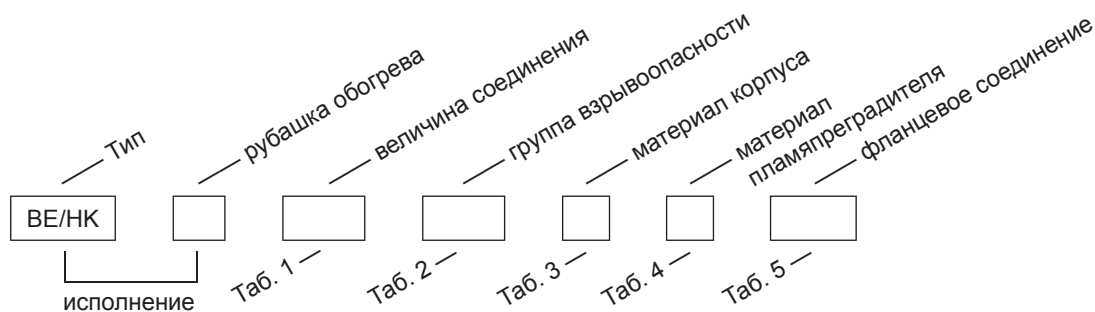 Тип
рубашка обогрева
величина соединения
группа взрывоопасности
материал корпуса
материал
пламяпреградителя
фланцевое соединение
BE/HK
исполнение
Таб. 1
Таб. 2
Таб. 3
Таб. 4
Таб. 5